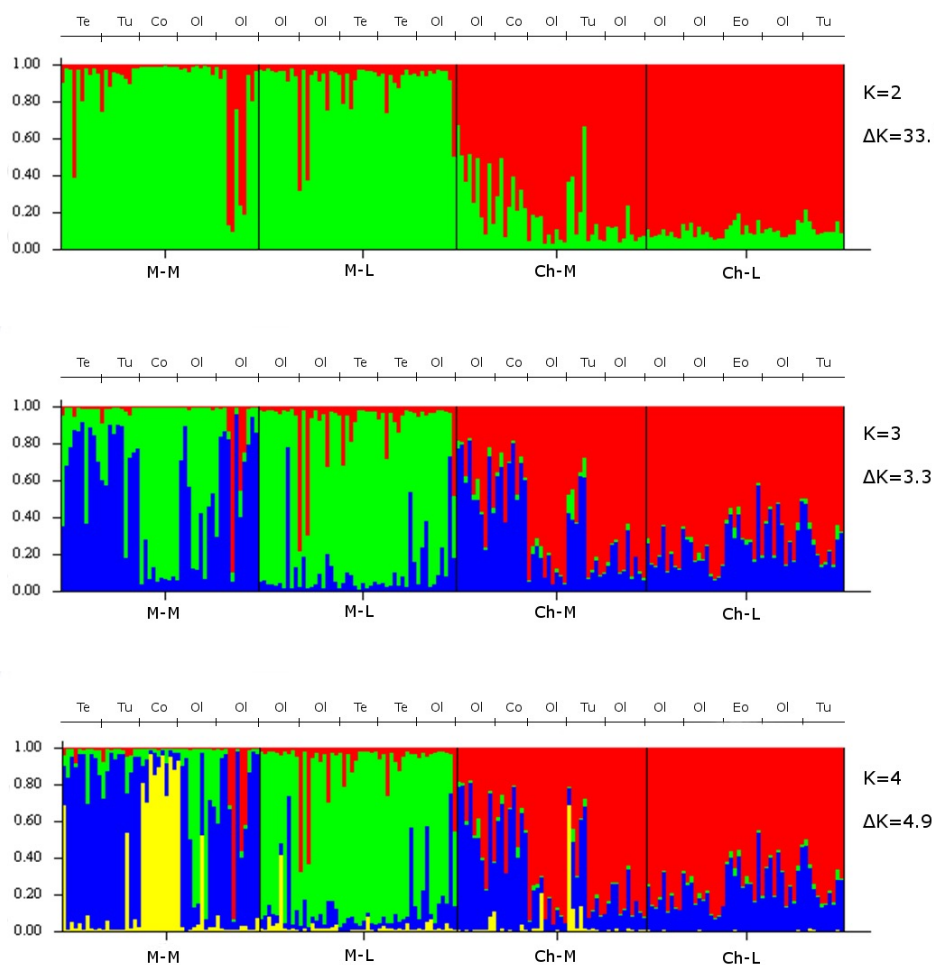 Te Tu Co Ol Ol Ol Ol Te Te Ol Ol Co Ol Tu Ol Ol Ol Eo Ol Tu
1.00
K=2
0.80
ΔK=33.
0.60
0.40
0.20
0.00
M-M M-L Ch-M Ch-L
Te Tu Co Ol Ol Ol Ol Te Te Ol Ol Co Ol Tu Ol Ol Ol Eo Ol Tu
1.00
K=3
0.80
ΔK=3.3
0.60
0.40
0.20
0.00
M-M M-L Ch-M Ch-L
Te Tu Co Ol Ol Ol Ol Te Te Ol Ol Co Ol Tu Ol Ol Ol Eo Ol Tu
1.00
K=4
0.80
ΔK=4.9
0.60
0.40
0.20
0.00
M-M M-L Ch-M Ch-L